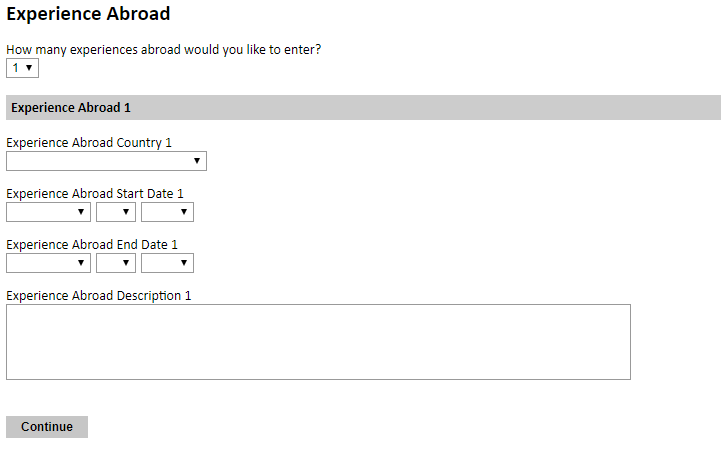 Experience Abroad
How many experiences abroad would you like to enter?
1
Experience Abroad 1
Experience Abroad Country 1
Experience Abroad Start Date 1
Experience Abroad End Date 1
Experience Abroad Description 1
Continue